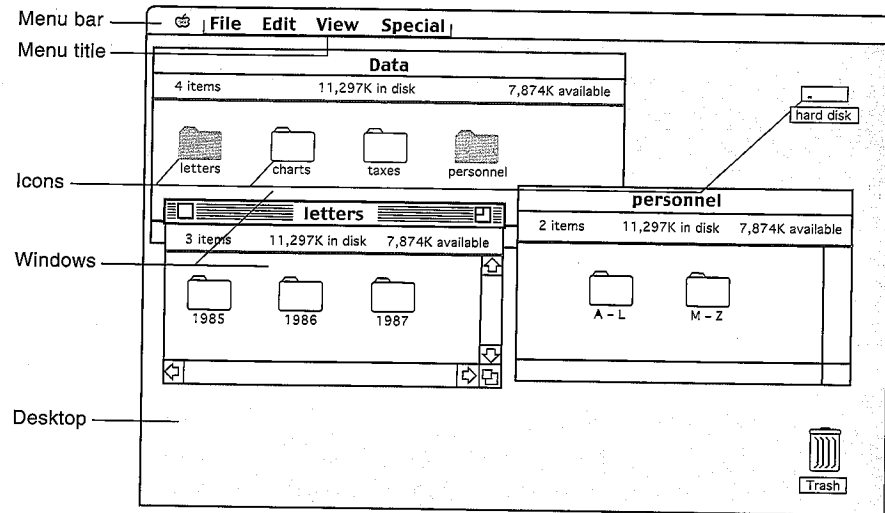 Menu bar
File Edit View Special
Menu title
Data
4 items 11,297K in disk 7,874K available
hard disk
letters charts taxes personnel
Icons
personnel
letters
2 items 11,297K in disk 7,874K available
3 items 11,297K in disk 7,874K available
Windows
1985 1986 1987
A – L M – Z
Desktop
Trash